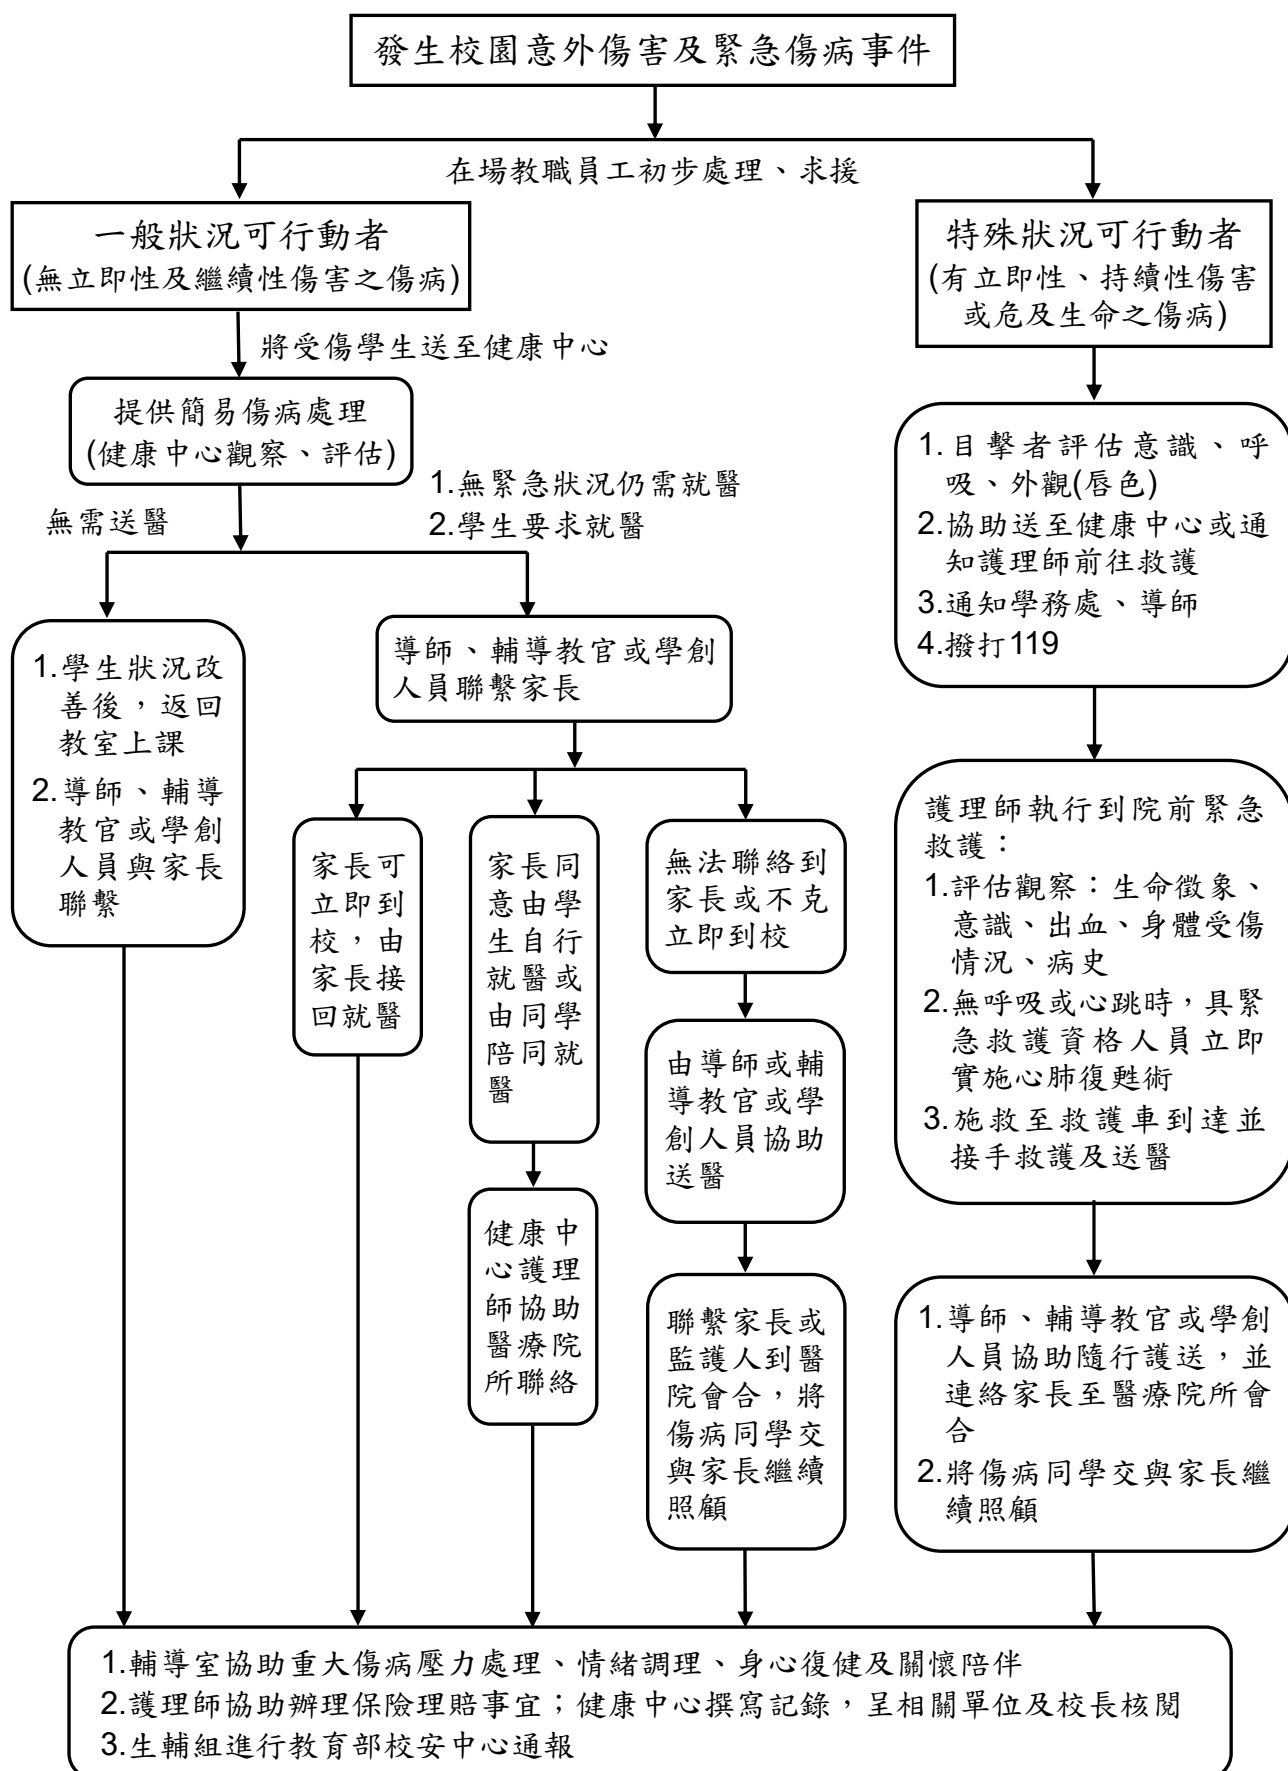 發生校園意外傷害及緊急傷病事件
在場教職員工初步處理、求援
一般狀況可行動者
(無立即性及繼續性傷害之傷病)
特殊狀況可行動者
(有立即性、持續性傷害
或危及生命之傷病)
將受傷學生送至健康中心
提供簡易傷病處理
(健康中心觀察、評估)
無需送醫
1.無緊急狀況仍需就醫
2.學生要求就醫
1.目擊者評估意識、呼
吸、外觀(唇色)
2.協助送至健康中心或通
知護理師前往救護
3.通知學務處、導師
4.撥打119
1.學生狀況改
善後，返回
教室上課
2.導師、輔導
教官或學創
人員與家長
聯繫
導師、輔導教官或學創
人員聯繫家長
家長可
立即到
校，由
家長接
回就醫
家長同
意由學
生自行
就醫或
由同學
陪同就
醫
無法聯絡到
家長或不克
立即到校
護理師執行到院前緊急
救護：
1.評估觀察：生命徵象、
意識、出血、身體受傷
情況、病史
2.無呼吸或心跳時，具緊
急救護資格人員立即
實施心肺復甦術
3.施救至救護車到達並
接手救護及送醫
由導師或輔
導教官或學
創人員協助
送醫
健康中
心護理
師協助
醫療院
所聯絡
聯繫家長或
監護人到醫
院會合，將
傷病同學交
與家長繼續
照顧
1.導師、輔導教官或學創
人員協助隨行護送，並
連絡家長至醫療院所會
合
2.將傷病同學交與家長繼
續照顧
1.輔導室協助重大傷病壓力處理、情緒調理、身心復健及關懷陪伴
2.護理師協助辦理保險理賠事宜；健康中心撰寫記錄，呈相關單位及校長核閱
3.生輔組進行教育部校安中心通報